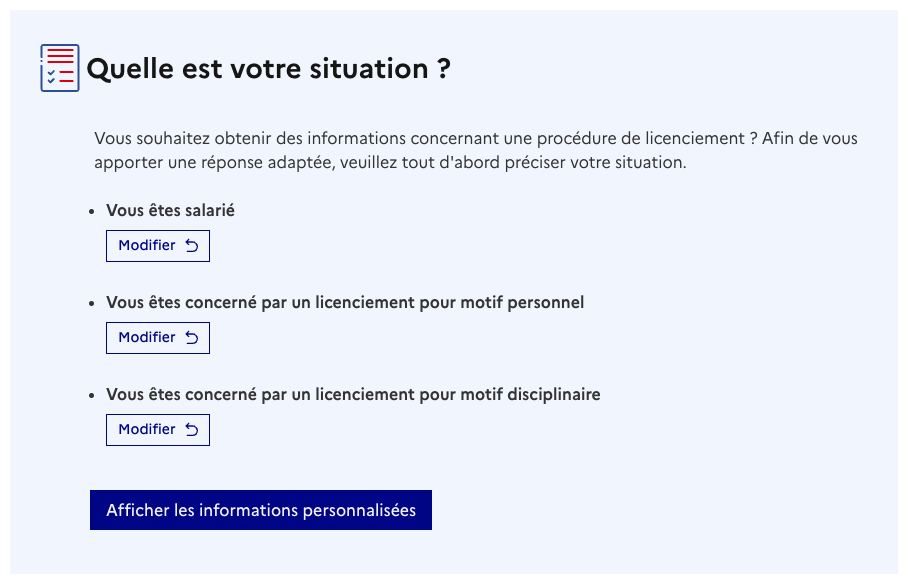 Quelle est votre situation ?
Vous souhaitez obtenir des informations concernant une procédure de licenciement ? Afin de vous
apporter une réponse adaptée, veuillez tout d'abord préciser votre situation.
• Vous êtes salarié
Modifier
• Vous êtes concerné par un licenciement pour motif personnel
Modifier
• Vous êtes concerné par un licenciement pour motif disciplinaire
Modifier
Afficher les informations personnalisées